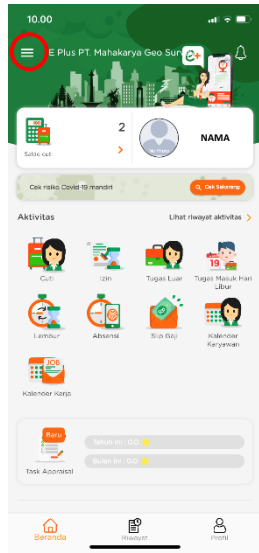 10.00
E Plus PT. Mahakarya Geo Sur
e+
2
Saldo cuti
NAMA
Cek risiko Covid-19 mandiri
Cek Sekarang
Aktivitas
Lihat riwayat aktivitas
Cuti
Izin
Tugas Luar
Tugas Masuk Hari
Libur
Lembur
Absensi
Slip Gaji
Kalender
Karyawan
JOB
Kalender Kerja
Baru
Task Appraisal
Tahun ini : 0.0
Bulan ini : 0.0
Beranda
Riwayat
Profil